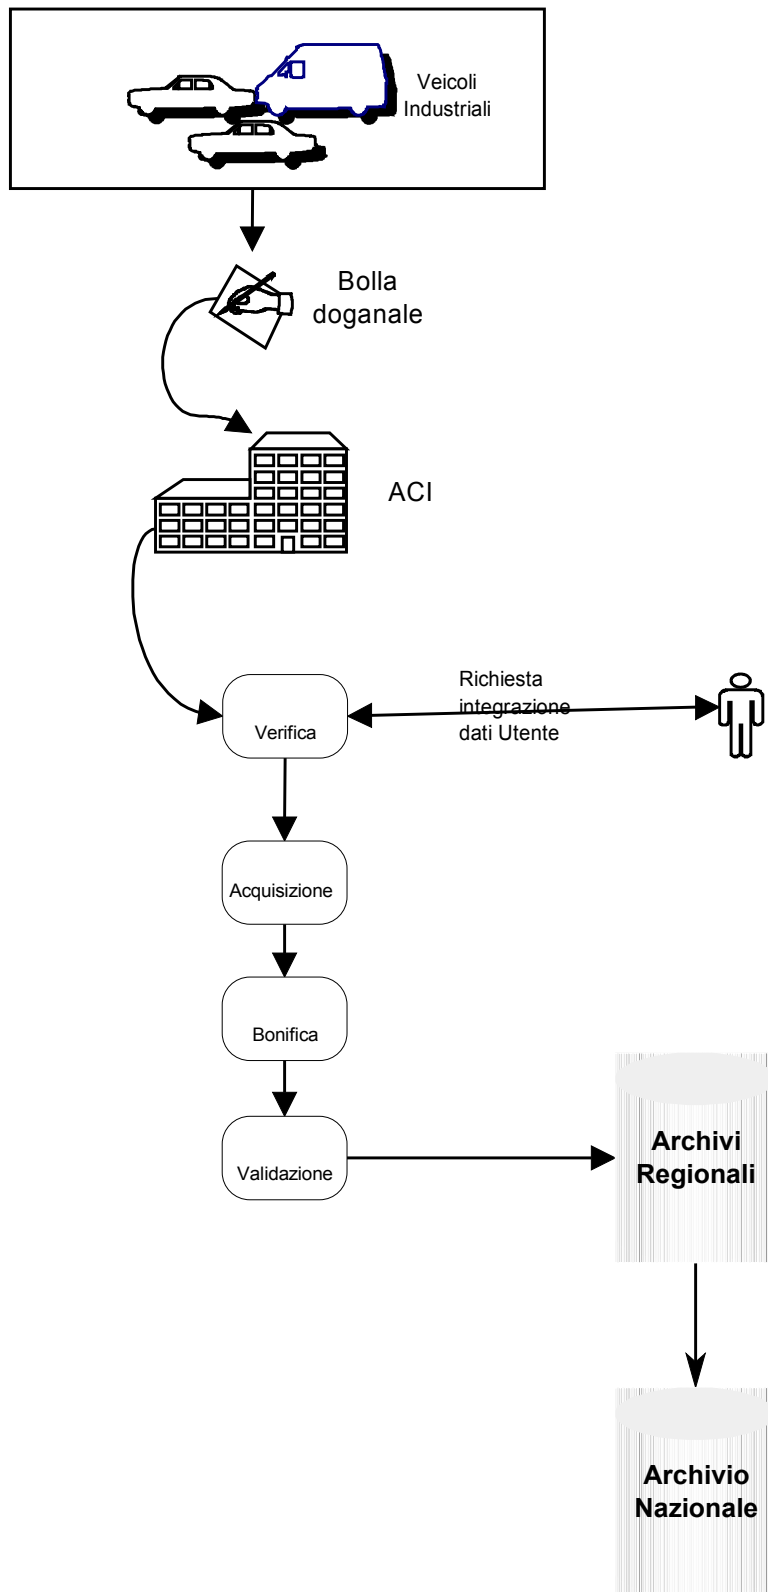 Veicoli
Industriali
Bolla
doganale
ACI
Richiesta
integrazione
dati Utente
Verifica
Acquisizione
Bonifica
Validazione
Archivi
Regionali
Archivio
Nazionale